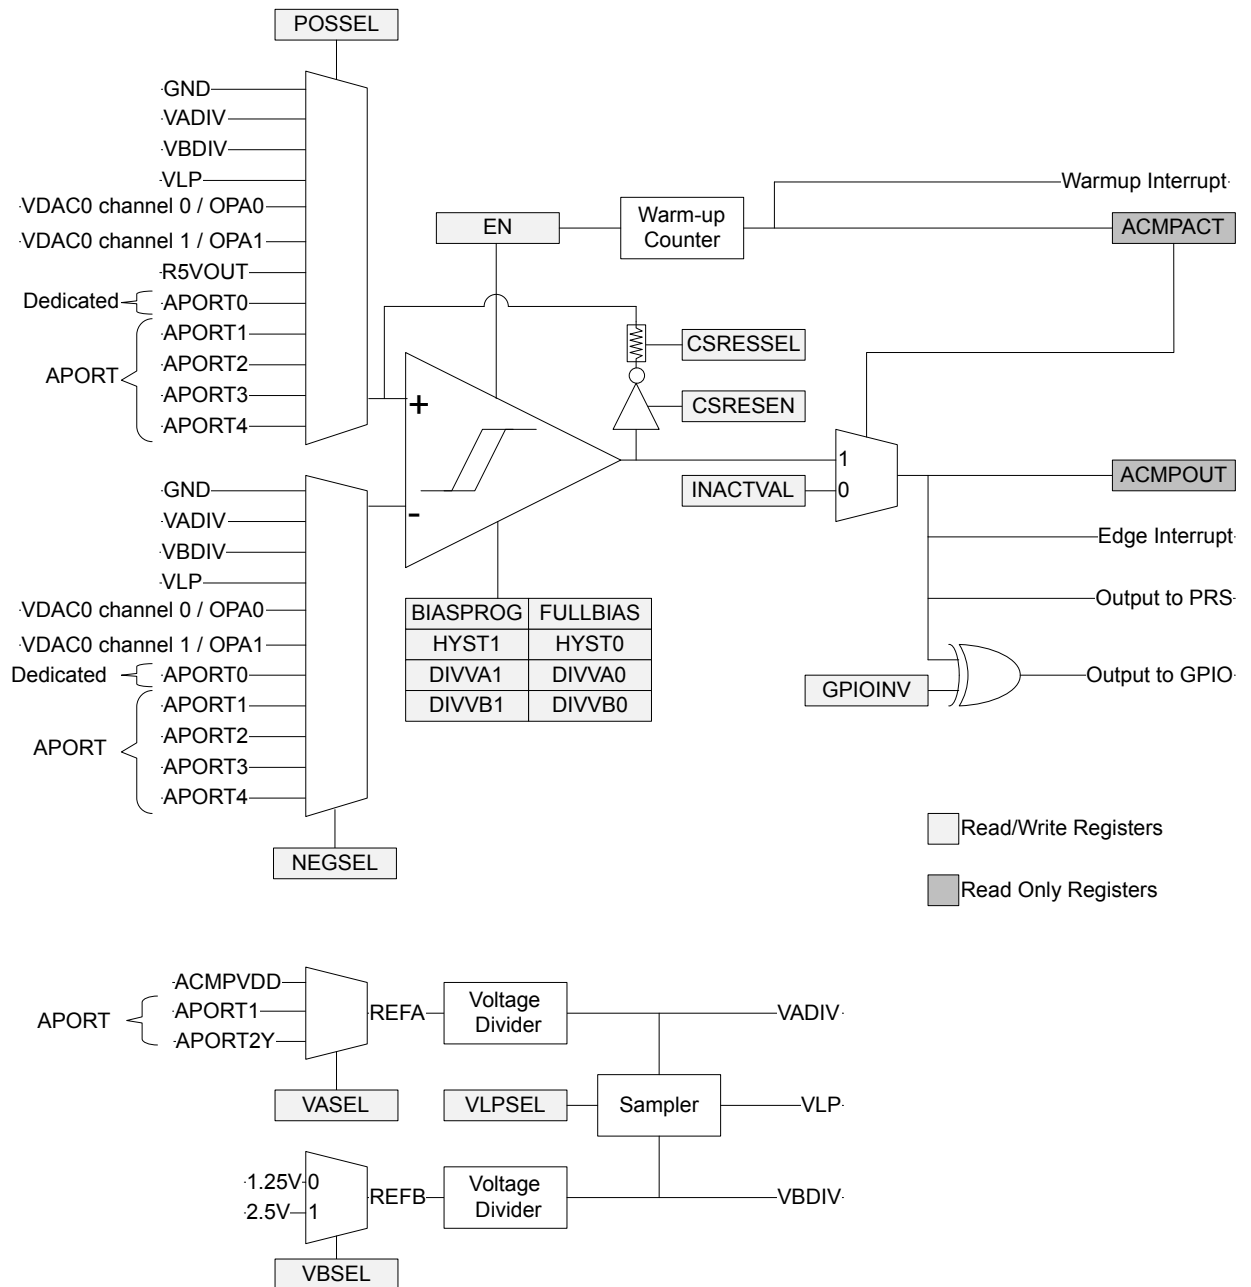 POSSEL
GND
VADIV
VBDIV
VLP
VDAC0 channel 0 / OPA0
VDAC0 channel 1 / OPA1
R5VOUT
Dedicated
APORT0
APORT
APORT1
APORT2
APORT3
APORT4
EN
Warm-up
Counter
Warmup Interrupt
ACMPACT
CSRESSEL
CSRESEN
+
-
INACTVAL
1
0
ACMPOUT
Edge Interrupt
Output to PRS
Output to GPIO
GPIOINV
GND
VADIV
VBDIV
VLP
VDAC0 channel 0 / OPA0
VDAC0 channel 1 / OPA1
Dedicated
APORT0
APORT
APORT1
APORT2
APORT3
APORT4
NEGSEL
BIASPROG FULLBIAS
HYST1 HYST0
DIVVA1 DIVVA0
DIVVB1 DIVVB0
Read/Write Registers
Read Only Registers
ACMPVDD
APORT
APORT1
APORT2Y
REFA
Voltage
Divider
VADIV
VASEL
VLPSEL
Sampler
VLP
1.25V 0
2.5V 1
REFB
Voltage
Divider
VBDIV
VBSEL